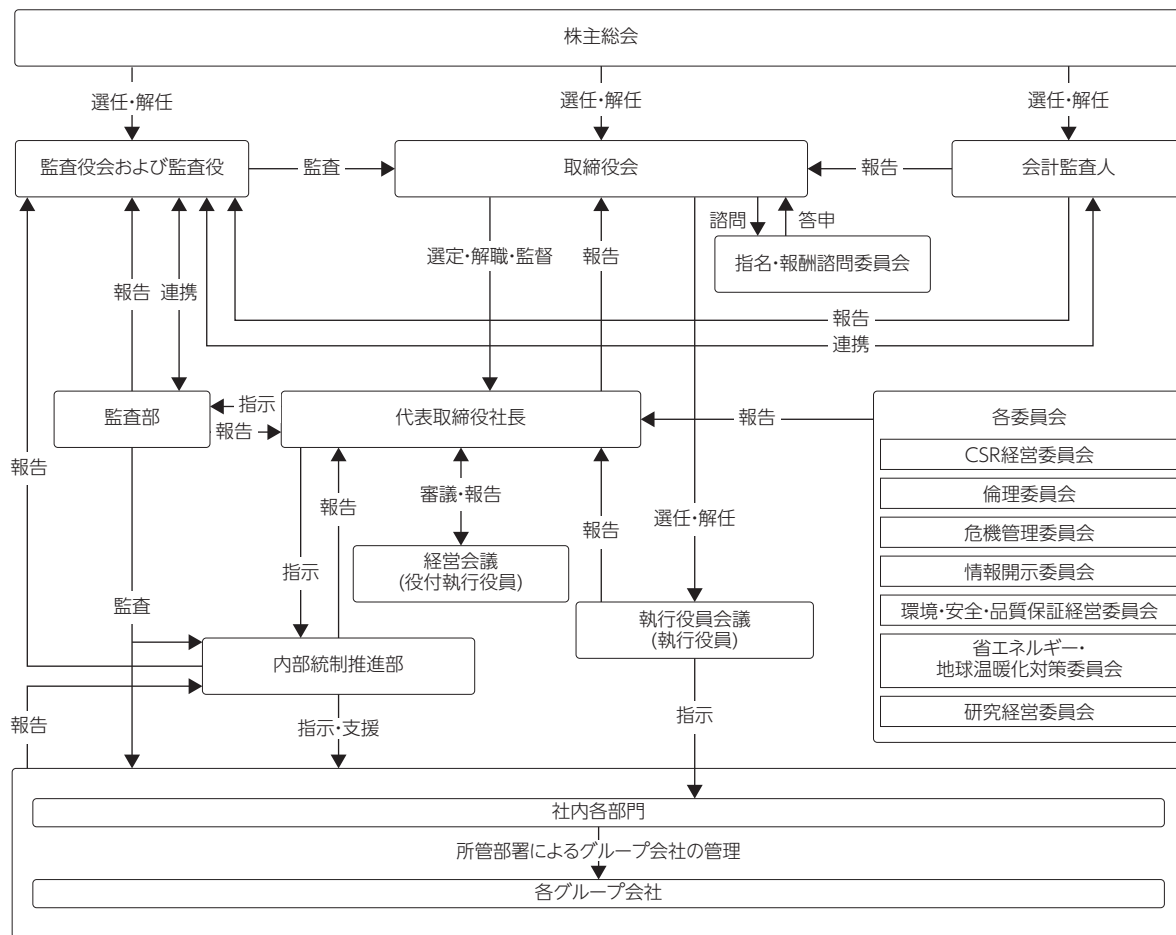 株主総会
選任・解任
選任・解任
選任・解任
監査役会および監査役
監査
取締役会
報告
会計監査人
諮問
答申
指名・報酬諮問委員会
選定・解職・監督
報告
報告
連携
報告
連携
監査部
指示
報告
代表取締役社長
報告
各委員会
CSR経営委員会
倫理委員会
危機管理委員会
情報開示委員会
環境・安全・品質保証経営委員会
省エネルギー・
地球温暖化対策委員会
研究経営委員会
報告
審議・報告
報告
報告
選任・解任
経営会議
(役付執行役員)
指示
監査
執行役員会議
(執行役員)
内部統制推進部
報告
指示・支援
指示
社内各部門
所管部署によるグループ会社の管理
各グループ会社